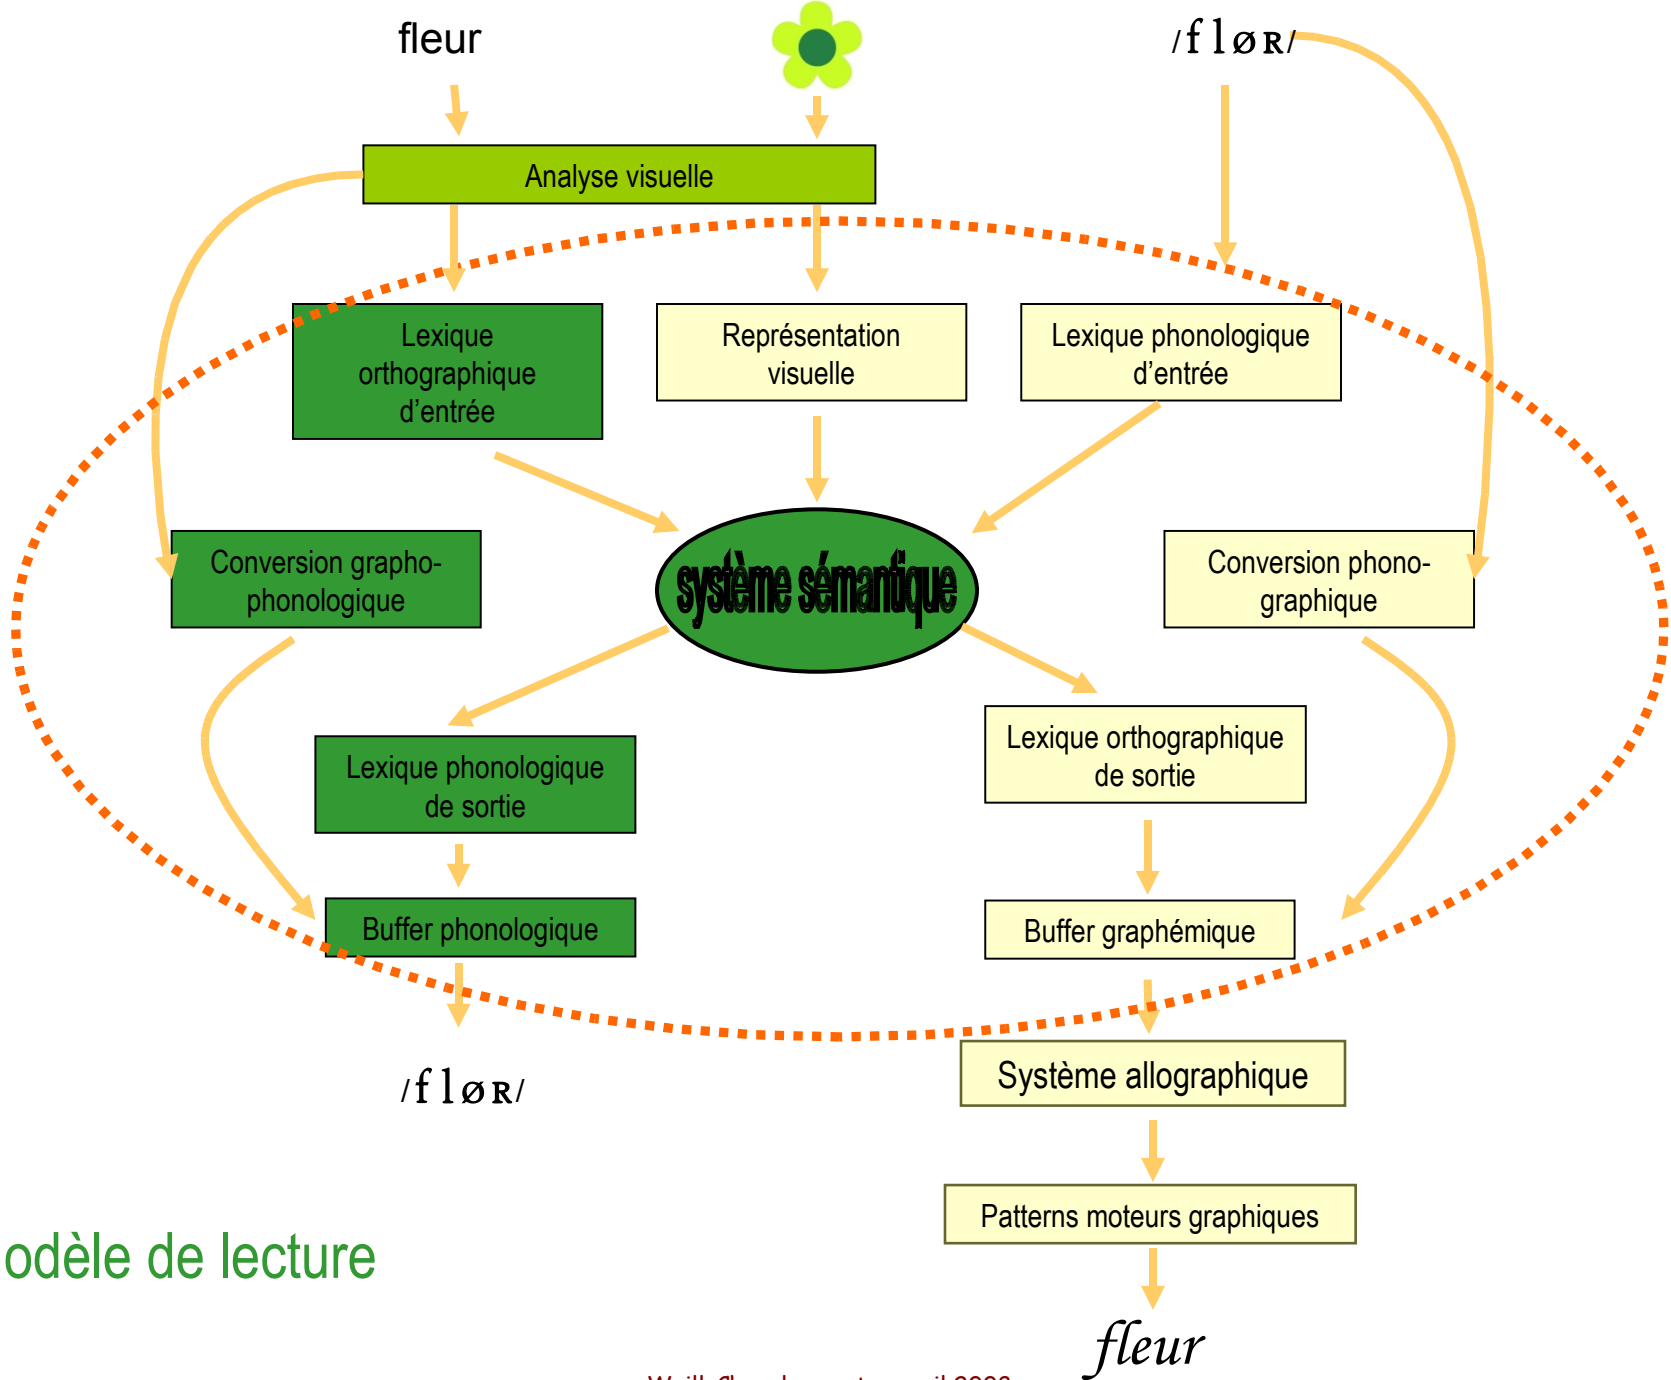 fleur
/fløʀ/
Analyse visuelle
Lexique
orthographique
d’entrée
Représentation
visuelle
Lexique phonologique
d’entrée
Conversion grapho-
phonologique
système sémantique
Conversion phono-
graphique
Lexique phonologique
de sortie
Lexique orthographique
de sortie
Buffer phonologique
Buffer graphémique
/fløʀ/
Système allographique
Patterns moteurs graphiques
odèle de lecture
fleur